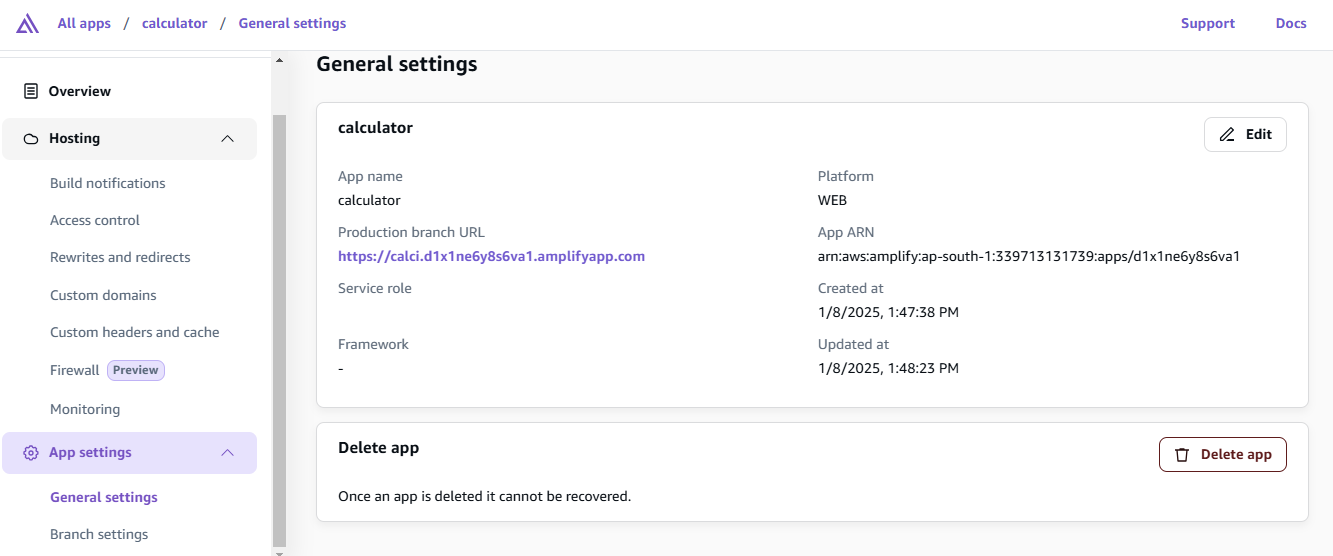 All apps / calculator / General settings
Support
Docs
Overview
Hosting
Build notifications
Access control
Rewrites and redirects
Custom domains
Custom headers and cache
Firewall Preview
Monitoring
App settings
General settings
Branch settings
General settings
calculator
Edit
App name
calculator
Platform
WEB
Production branch URL
https://calci.d1x1ne6y8s6va1.amplifyapp.com
App ARN
arn:aws:amplify:ap-south-1:339713131739:apps/d1x1ne6y8s6va1
Service role
Created at
1/8/2025, 1:47:38 PM
Framework
-
Updated at
1/8/2025, 1:48:23 PM
Delete app
Delete app
Once an app is deleted it cannot be recovered.